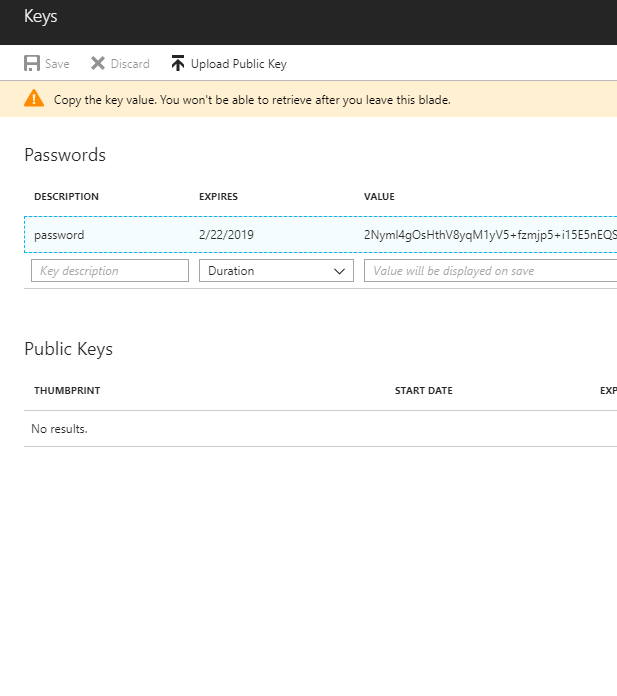 Keys
Save Discard Upload Public Key
Copy the key value. You won't be able to retrieve after you leave this blade.
Passwords
DESCRIPTION EXPIRES VALUE
password 2/22/2019 2Nyml4gOsHthV8yqM1yV5+fzmjp5+i15E5nEQS
Key description Duration Value will be displayed on save
Public Keys
THUMBPRINT START DATE EXP
No results.